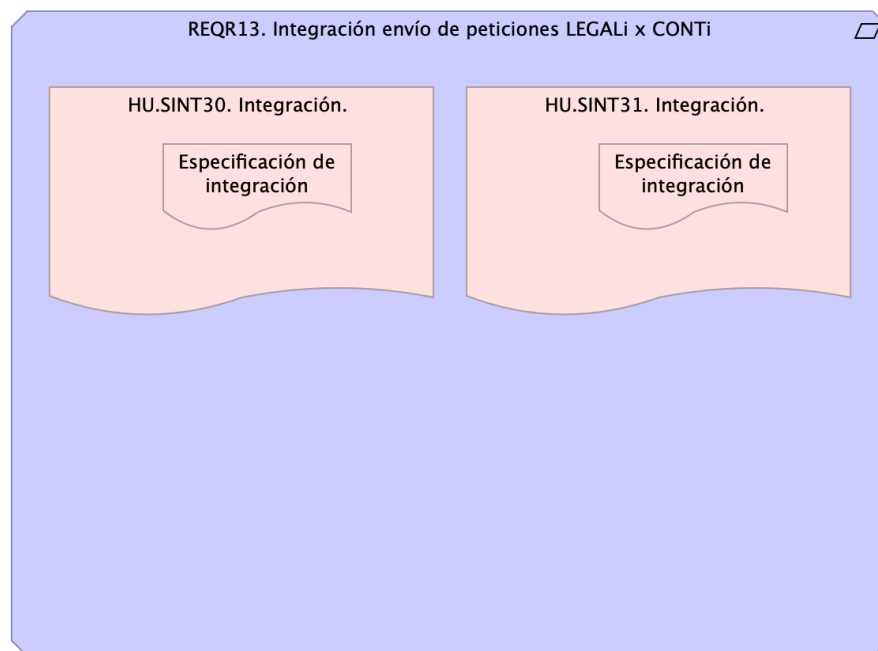 REQR13. Integración envío de peticiones LEGALi x CONTi
HU.SINT30. Integración.
Especificación de
integración
HU.SINT31. Integración.
Especificación de
integración